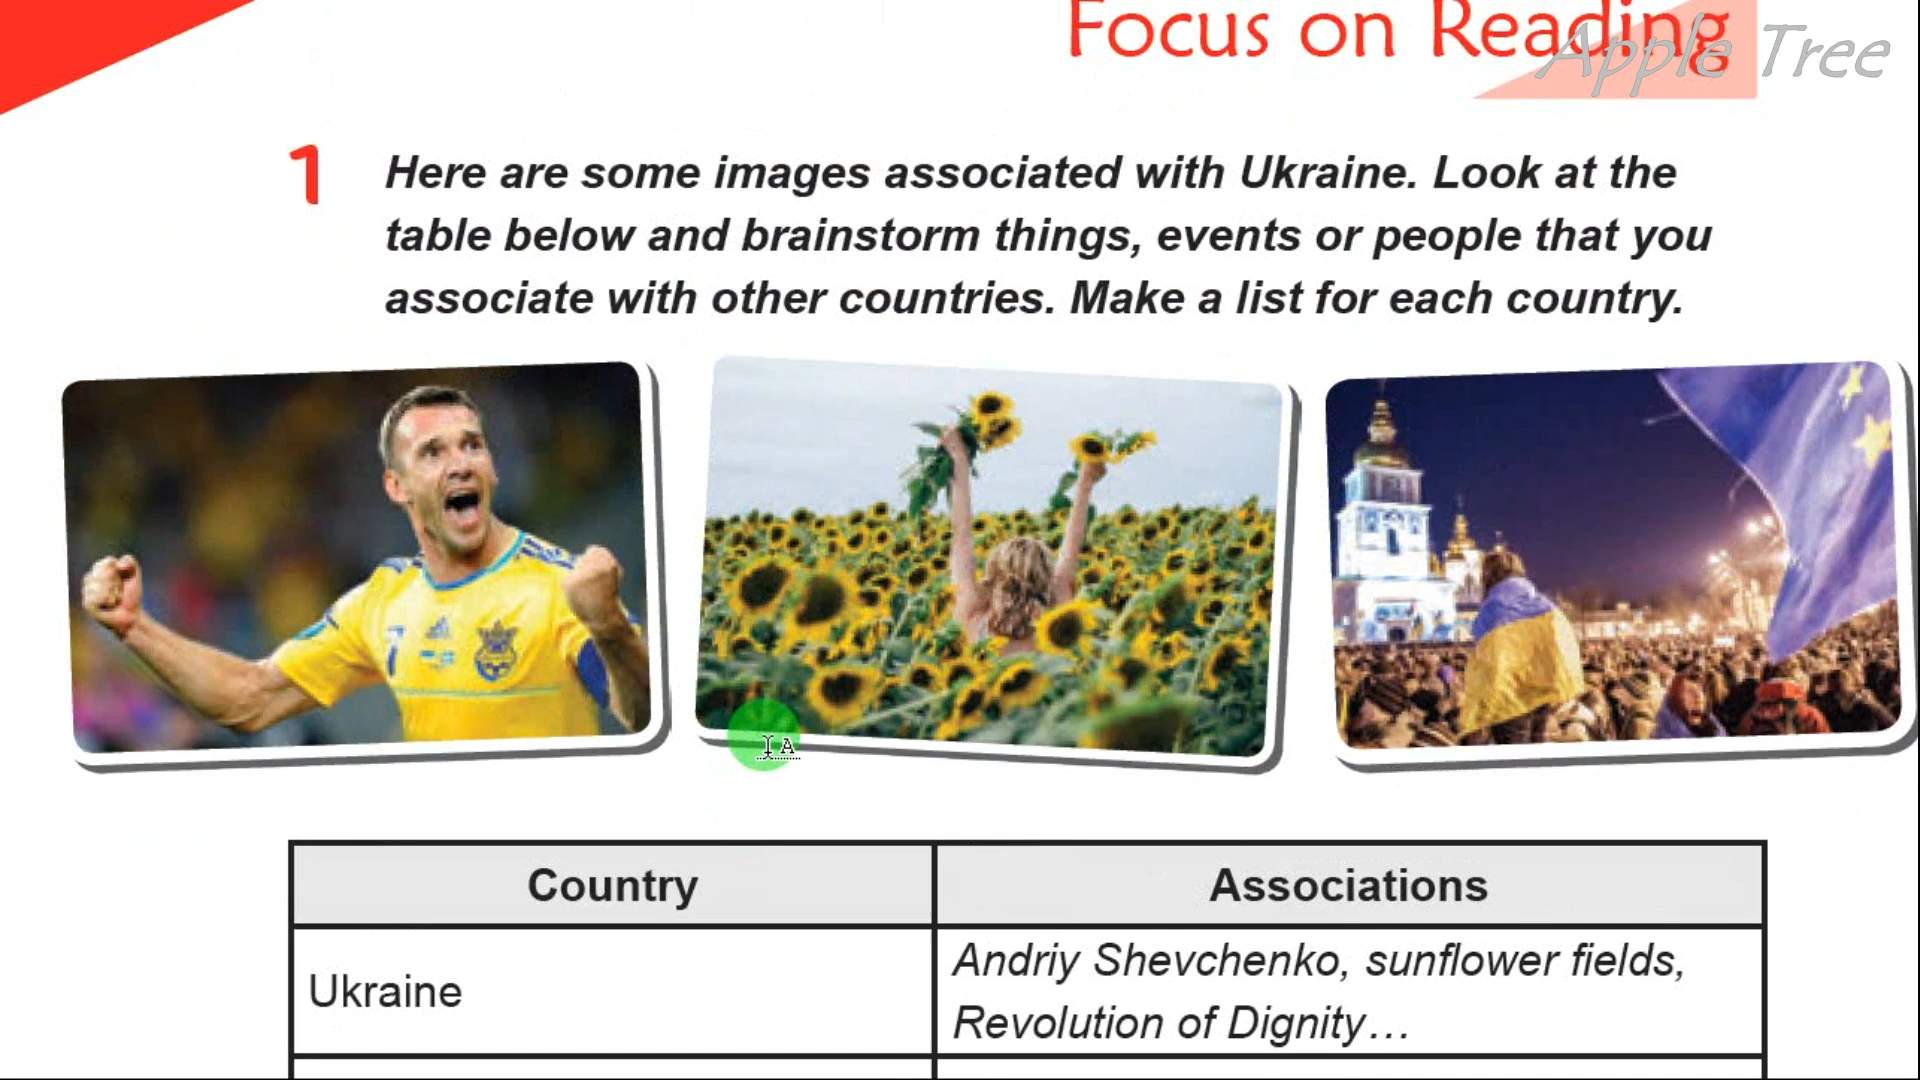 Focus on Reading
Apple Tree
1
Here are some images associated with Ukraine. Look at the
table below and brainstorm things, events or people that you
associate with other countries. Make a list for each country.
7
A
Country
Associations
Ukraine
Andriy Shevchenko, sunflower fields,
Revolution of Dignity…